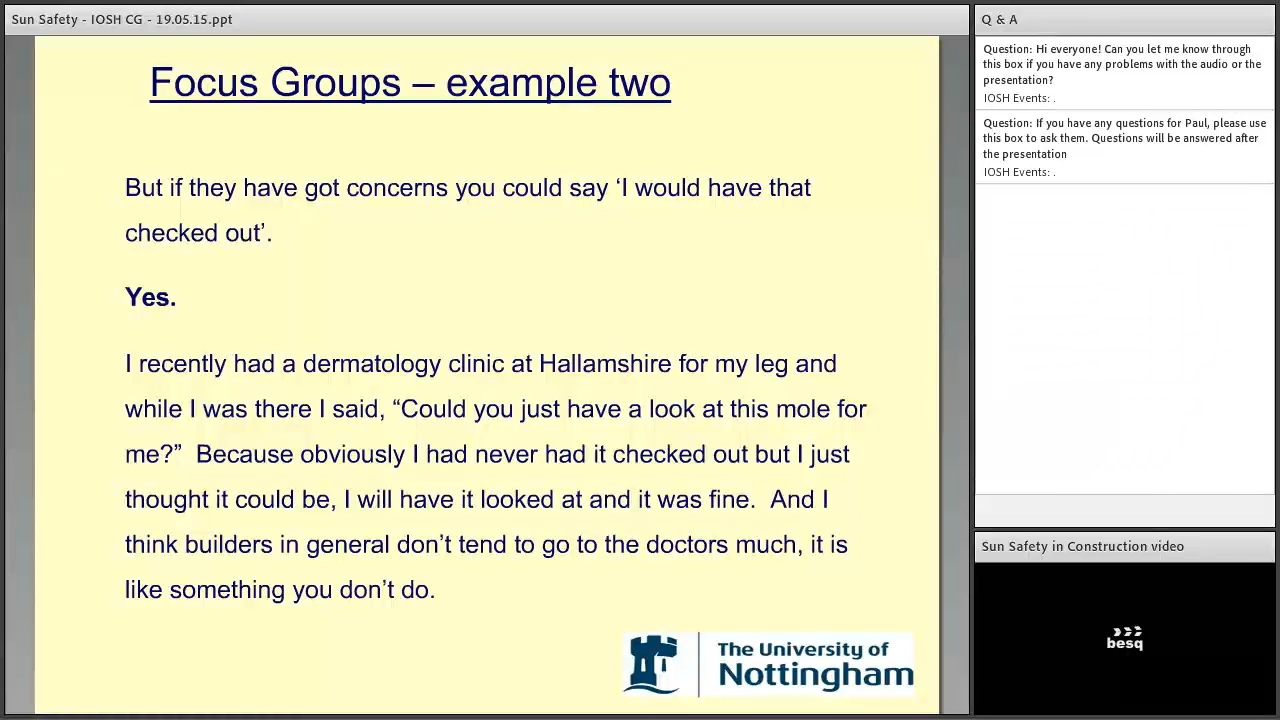 Sun Safety - IOSH CG - 19.05.15.ppt
Focus Groups – example two
But if they have got concerns you could say ‘I would have that
checked out’.
Yes.
I recently had a dermatology clinic at Hallamshire for my leg and
while I was there I said, “Could you just have a look at this mole for
me?”  Because obviously I had never had it checked out but I just
thought it could be, I will have it looked at and it was fine.  And I
think builders in general don’t tend to go to the doctors much, it is
like something you don’t do.
The University of
Nottingham
Q & A
Question: Hi everyone! Can you let me know through
this box if you have any problems with the audio or the
presentation?
IOSH Events: .
Question: If you have any questions for Paul, please use
this box to ask them. Questions will be answered after
the presentation
IOSH Events: .
Sun Safety in Construction video
besq